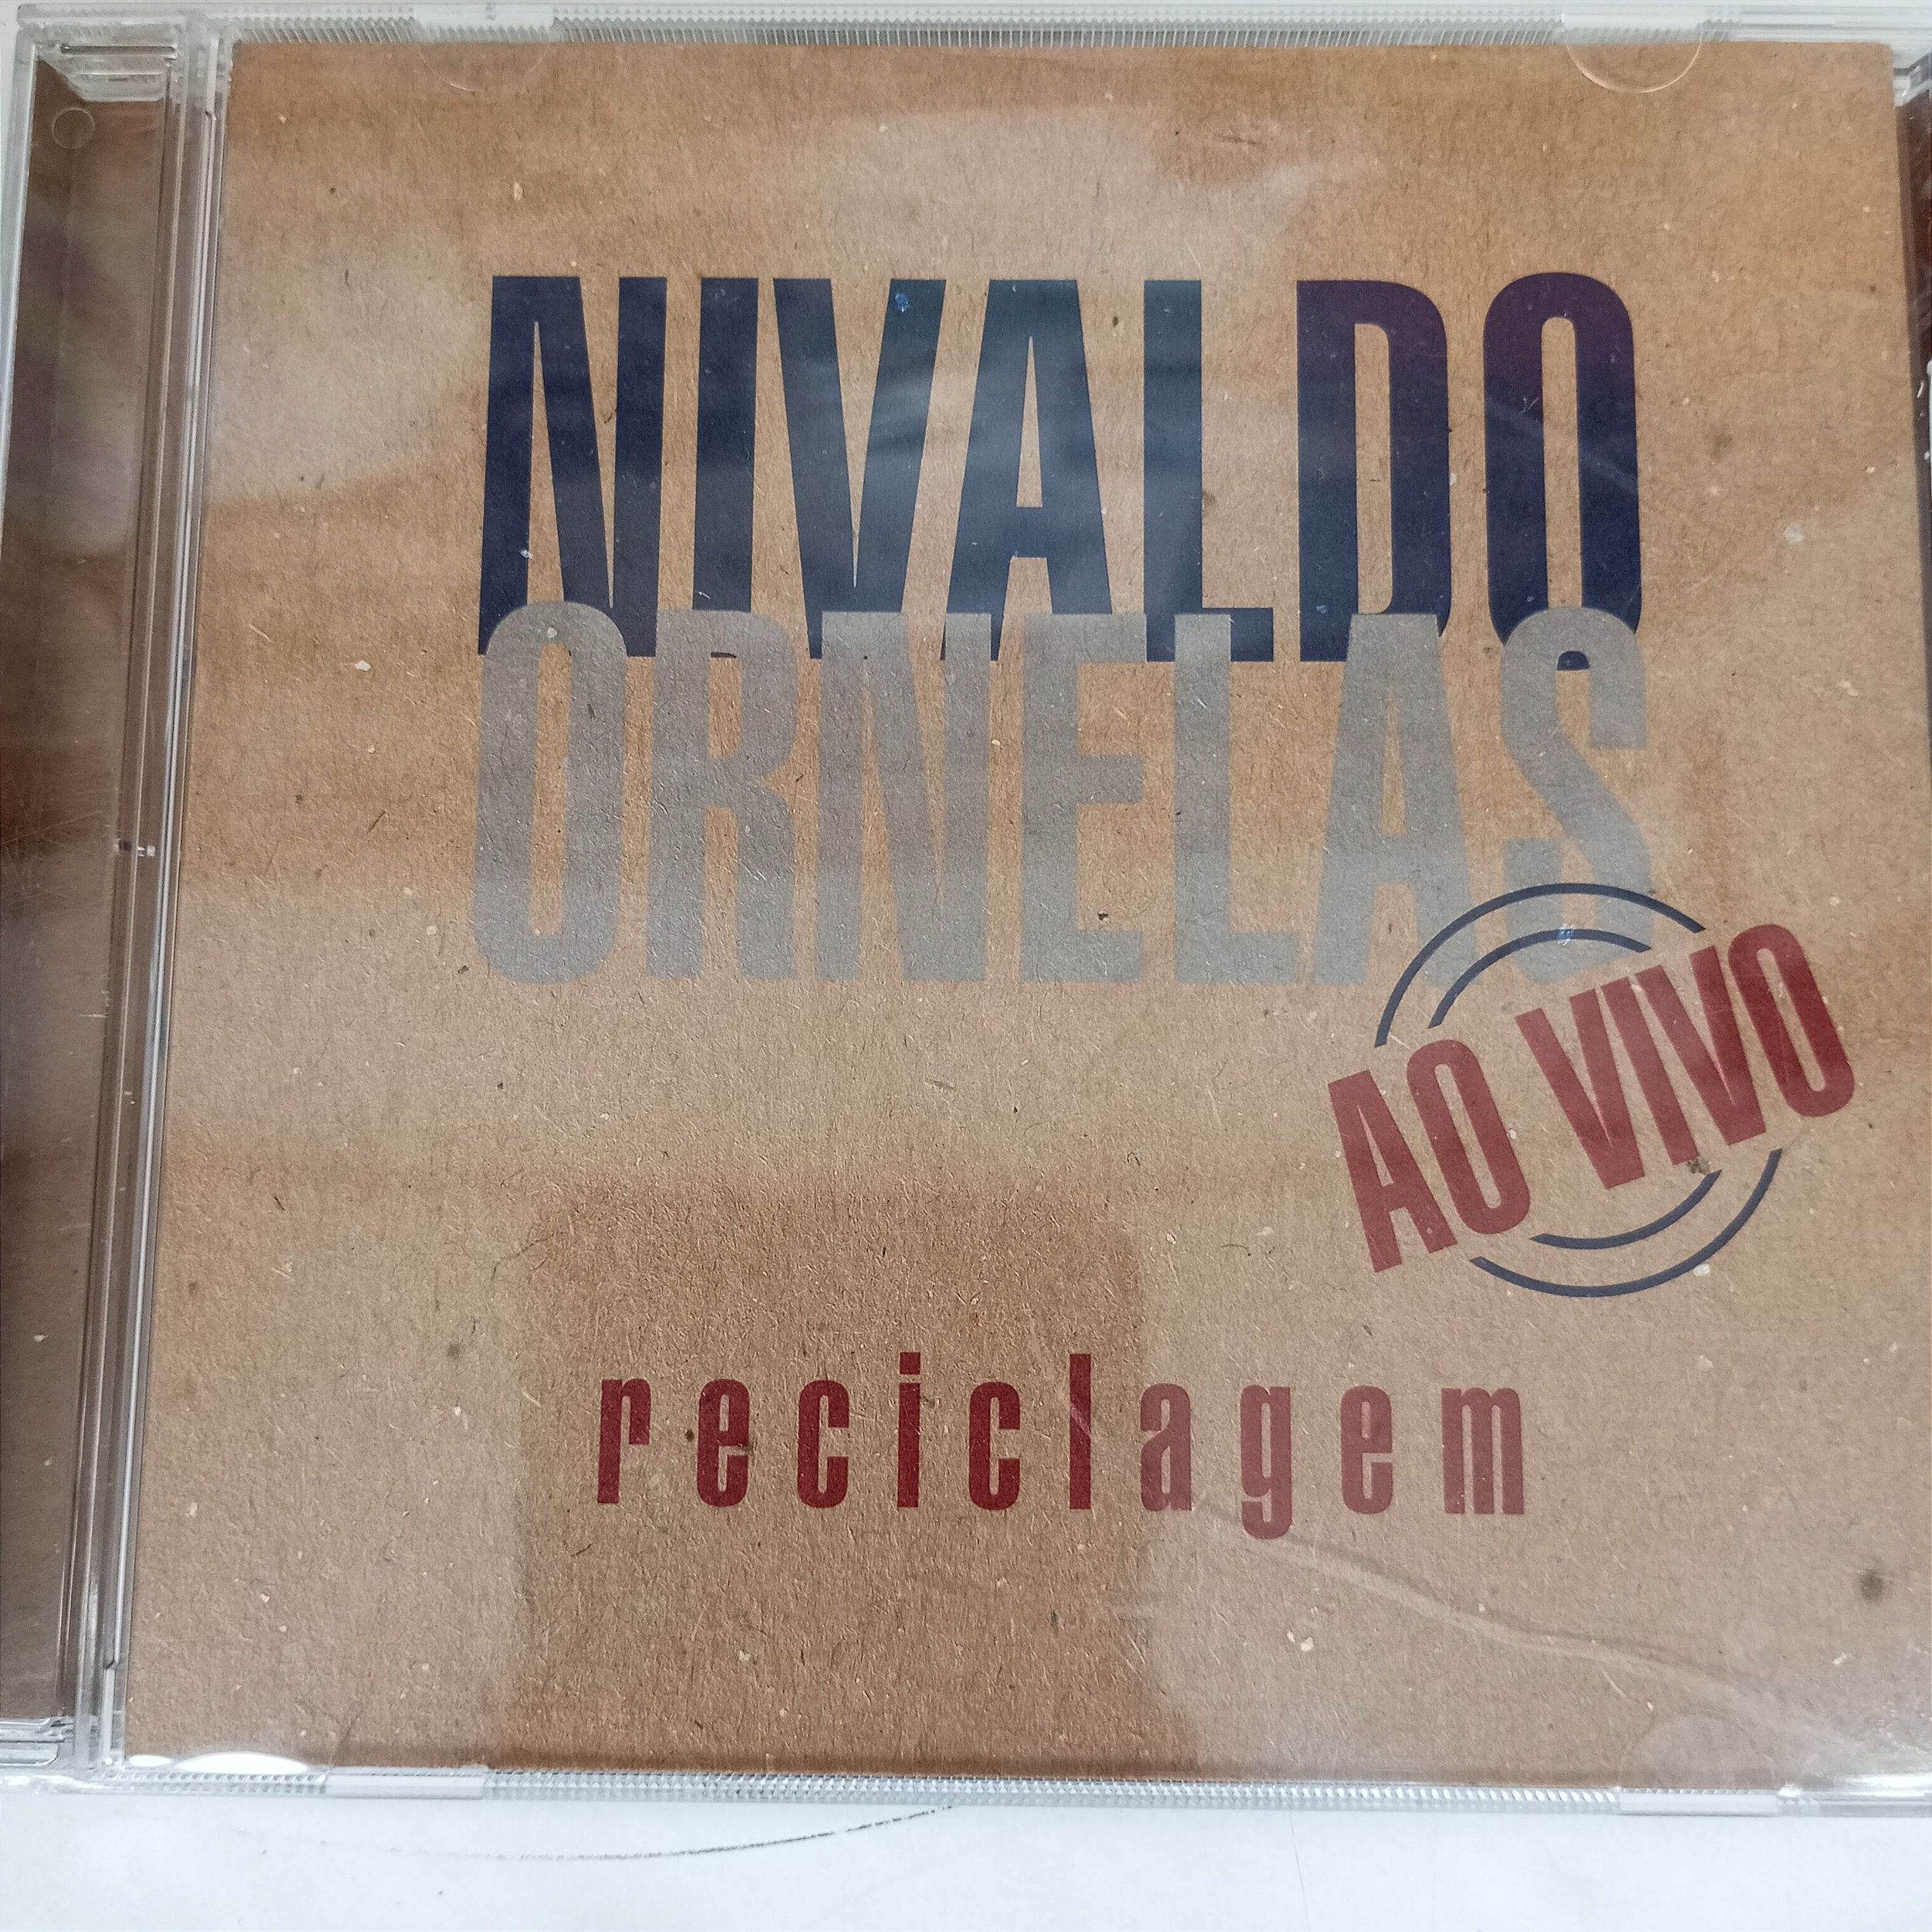 NIVALDO
ORNELAS
AO VIVO
reciclagem